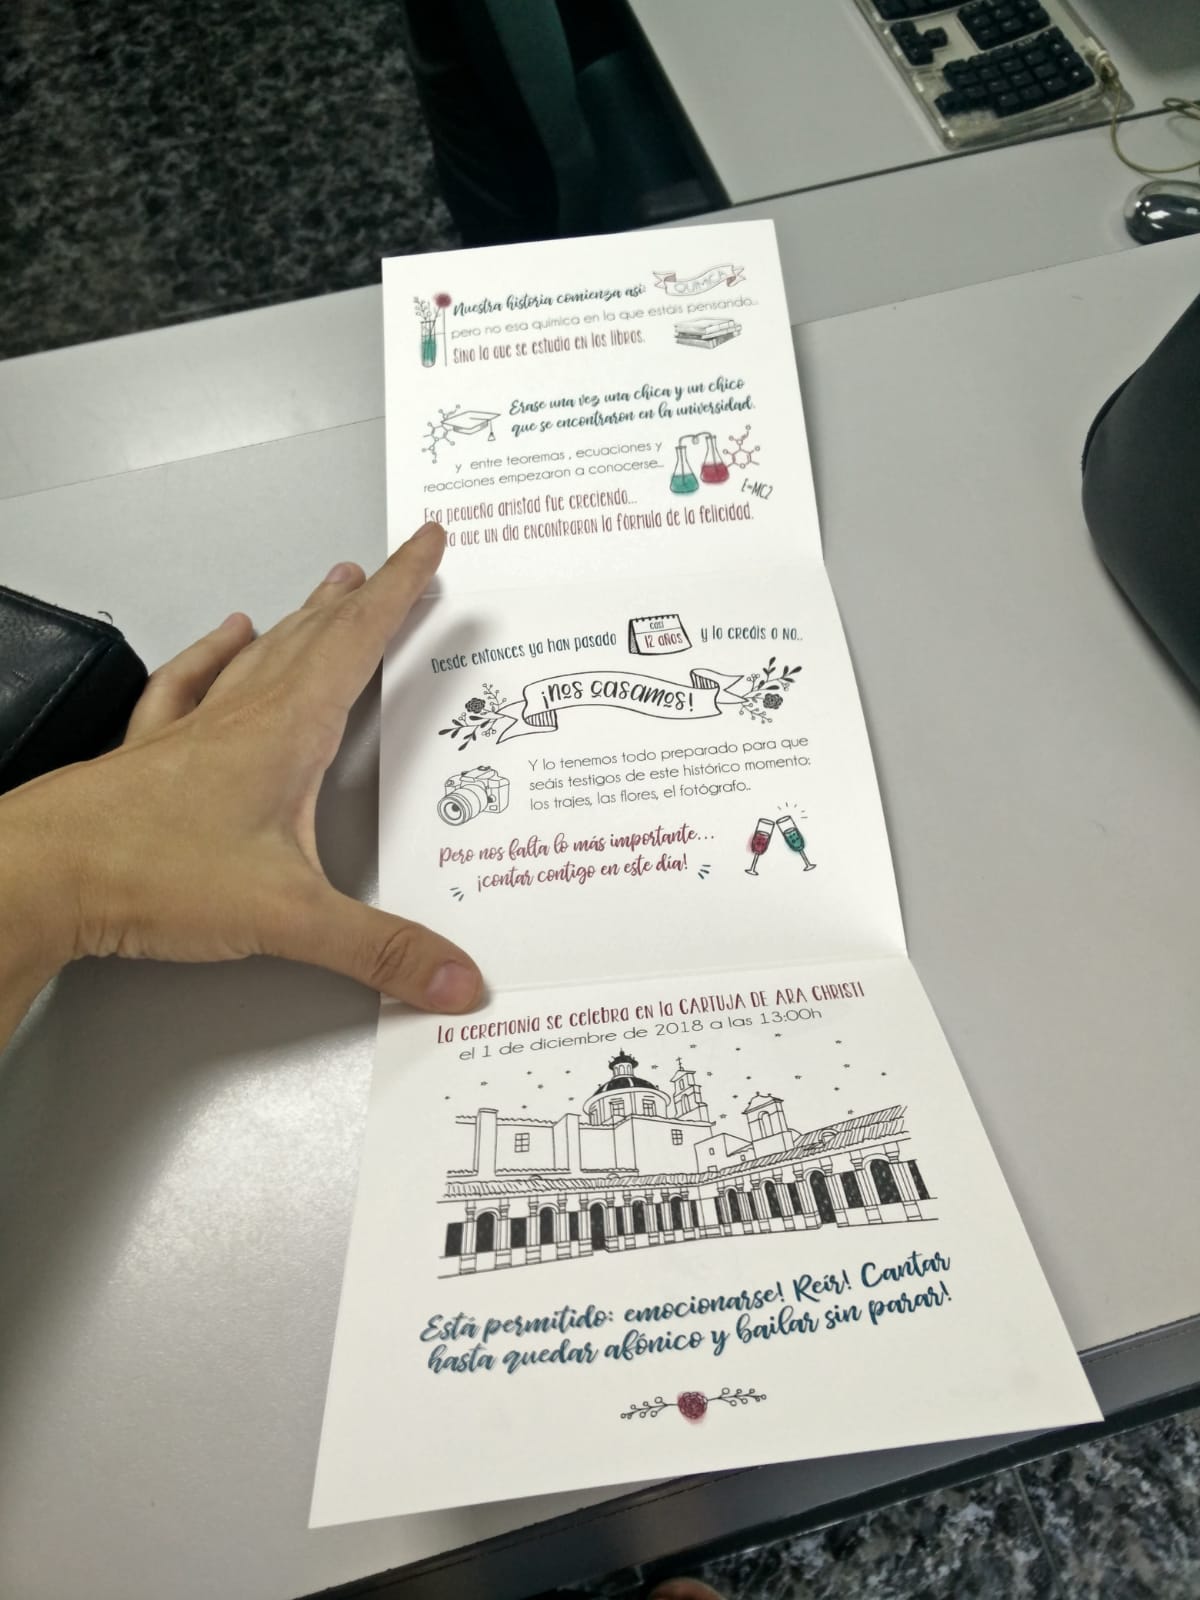 Nuestra historia comienza así: QUÍMICA
pero no esa química en la que estáis pensando...
Sino la que se estudia en los libros.
Erase una vez una chica y un chico
que se encontraron en la universidad.
y entre teoremas, ecuaciones y
reacciones empezaron a conocerse...
E=MC2
Esa pequeña amistad fue creciendo...
ta que un día encontraron la fórmula de la felicidad.
Desde entonces ya han pasado casi 12 años y lo creáis o no..
¡nos casamos!
Y lo tenemos todo preparado para que
seáis testigos de este histórico momento:
los trajes, las flores, el fotógrafo..
Pero nos falta lo más importante...
¡contar contigo en este día!
La ceremonia se celebra en la CARTUJA DE ARA CHRISTI
el 1 de diciembre de 2018 a las 13:00h
Está permitido: emocionarse! Reír! Cantar
hasta quedar afónico y bailar sin parar!